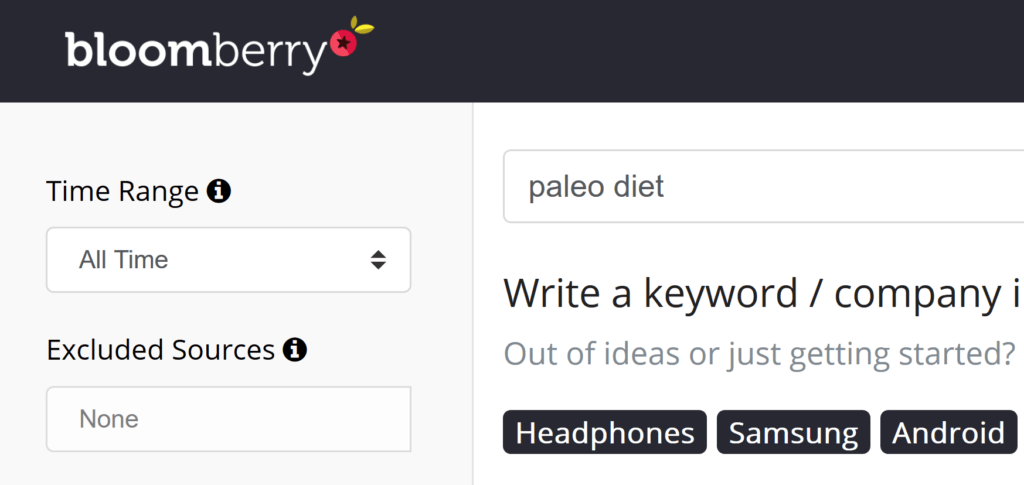 bloomberry
Time Range
All Time
Excluded Sources
None
paleo diet
Write a keyword / company i
Out of ideas or just getting started?
Headphones Samsung Android